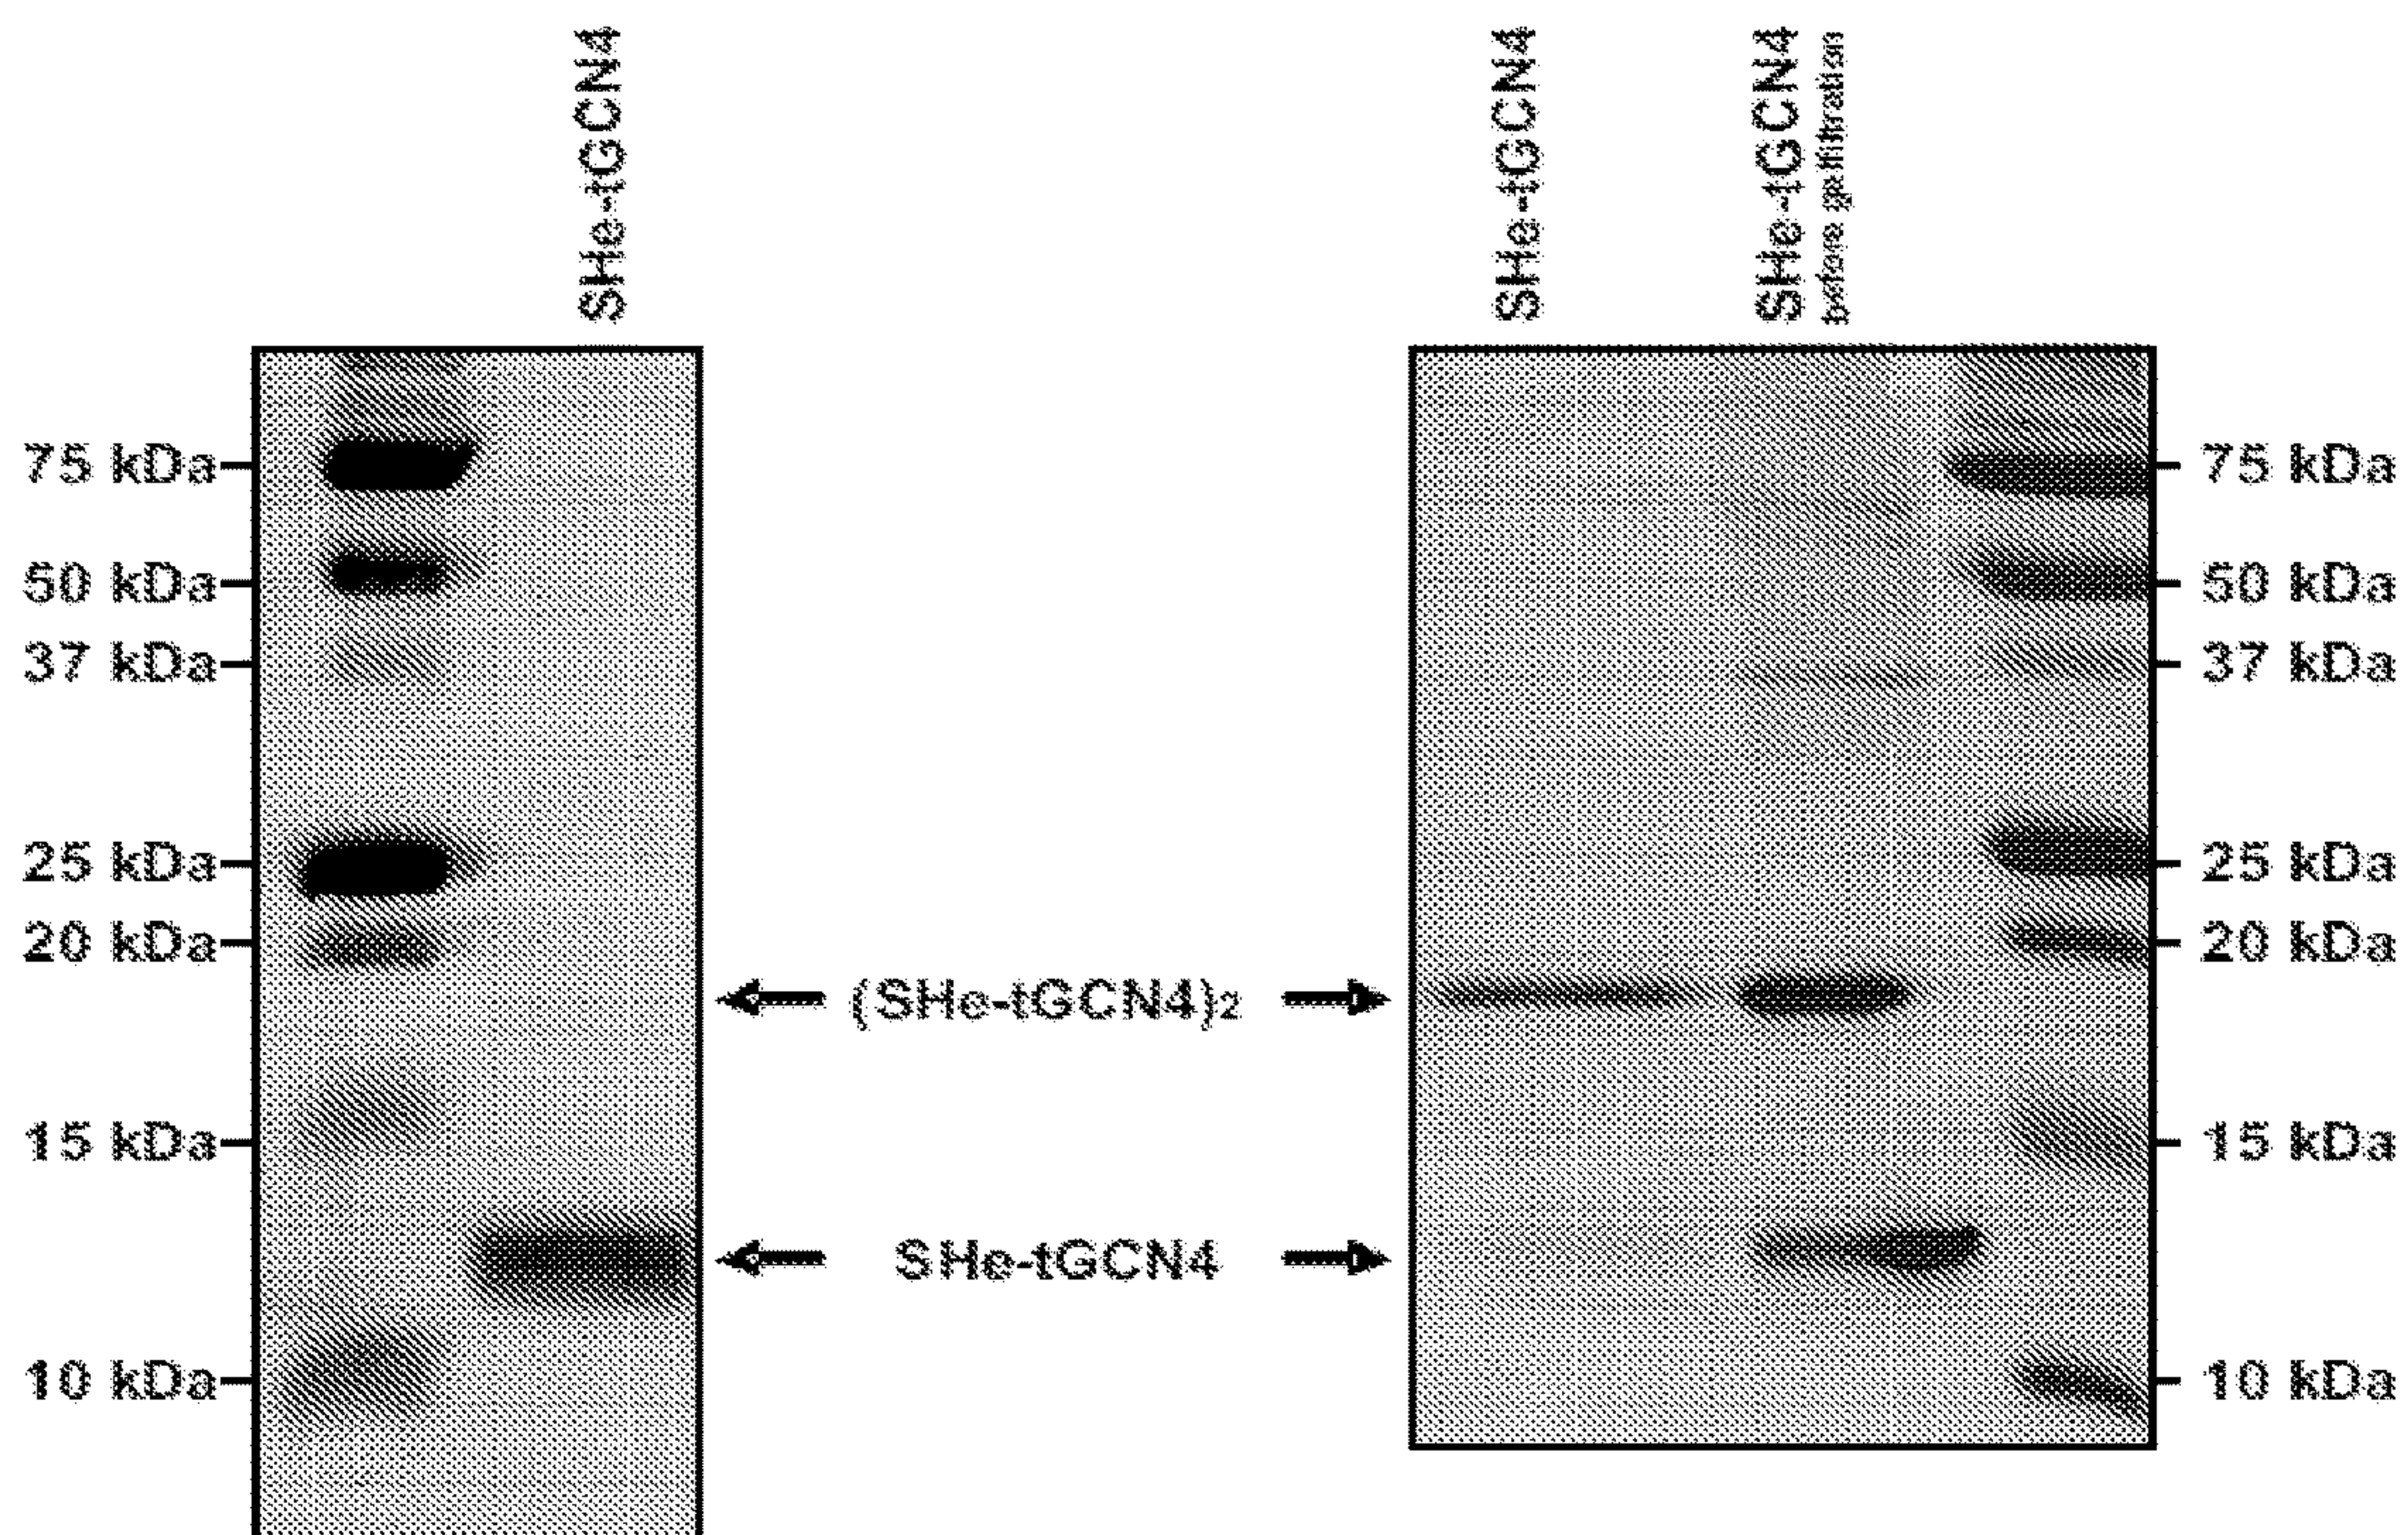 SHe-tGCN4
SHe-tGCN4
SHe-tGCN4
before gelfiltration
75 kDa
50 kDa
37 kDa
25 kDa
20 kDa
15 kDa
10 kDa
(SHe-tGCN4)2
SHe-tGCN4
75 kDa
50 kDa
37 kDa
25 kDa
20 kDa
15 kDa
10 kDa